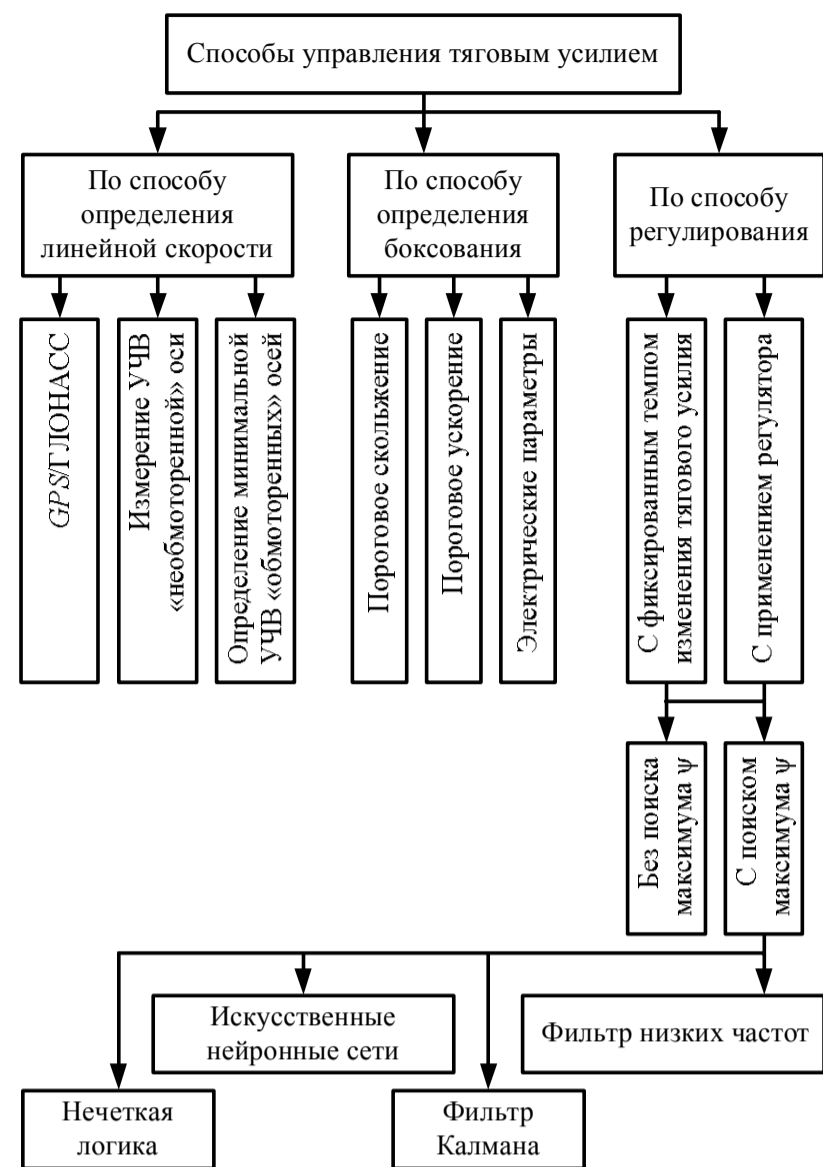 Способы управления тяговым усилием
По способу
определения
линейной скорости
По способу
определения
боксования
По способу
регулирования
GPS/ГЛОНАСС
Измерение УЧВ
«необмоторенной» оси
Определение минимальной
УЧВ «обмоторенных» осей
Пороговое скольжение
Пороговое ускорение
Электрические параметры
С фиксированным темпом
изменения тягового усилия
С применением регулятора
Без поиска
максимума ψ
С поиском
максимума ψ
Искусственные
нейронные сети
Фильтр низких частот
Нечеткая
логика
Фильтр
Калмана